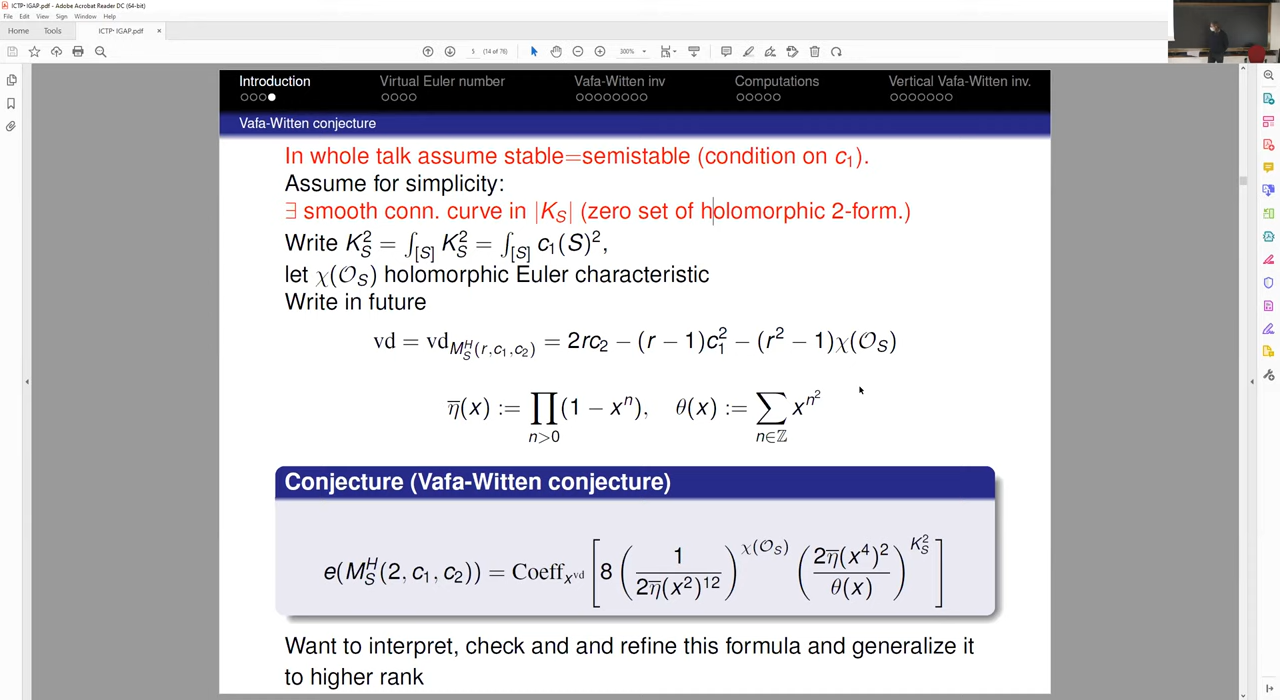 ICTP-IGAP.pdf - Adobe Acrobat Reader DC (64-bit)
File Edit View Sign Window Help
Home Tools ICTP-IGAP.pdf ×
5 (14 of 76) 300%
Introduction Virtual Euler number Vafa-Witten inv Computations Vertical Vafa-Witten inv.
Vafa-Witten conjecture
In whole talk assume stable=semistable (condition on c₁).
Assume for simplicity:
∃ smooth conn. curve in |K_S| (zero set of holomorphic 2-form.)
Write K_S² = ∫_[S] K_S² = ∫_[S] c₁(S)²,
let χ(𝒪_S) holomorphic Euler characteristic
Write in future
vd = vd_{M_S^H(r,c₁,c₂)} = 2rc₂ − (r − 1)c₁² − (r² − 1)χ(𝒪_S)
η̅(x) := ∏_{n>0} (1 − xⁿ), θ(x) := ∑_{n∈ℤ} x^{n²}
Conjecture (Vafa-Witten conjecture)
e(M_S^H(2, c₁, c₂)) = Coeff_{x^{vd}} [ 8 ( 1 / 2η̅(x²)¹² )^{χ(𝒪_S)} ( 2η̅(x⁴)² / θ(x) )^{K_S²} ]
Want to interpret, check and and refine this formula and generalize it
to higher rank